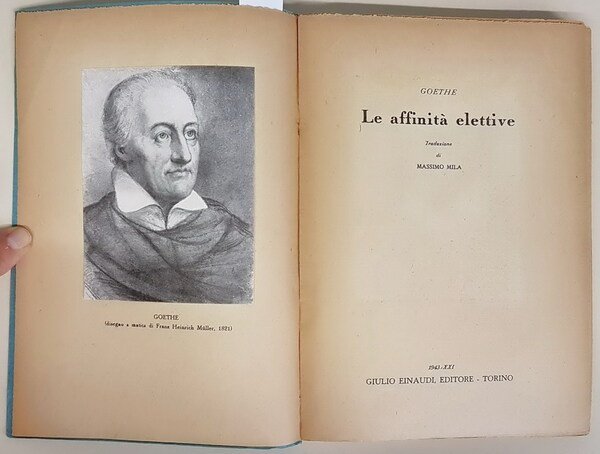 GOETHE
(disegno a matita di Franz Heinrich Müller, 1821)
GOETHE
Le affinità elettive
Traduzione
di
MASSIMO MILA
1943-XXI
GIULIO EINAUDI, EDITORE - TORINO